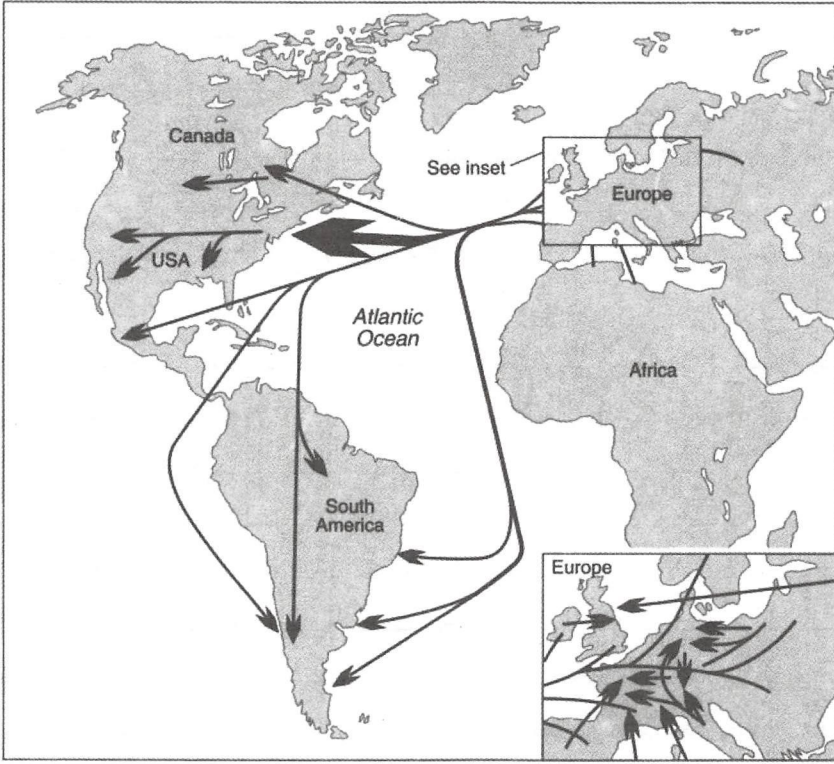 Canada
See inset
Europe
USA
Atlantic
Ocean
Africa
South
America
Europe